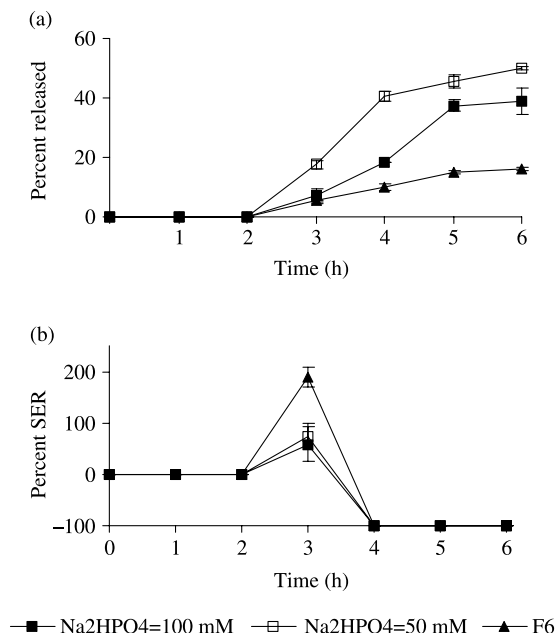 (a)
Percent released
60
40
20
0
1 2 3 4 5 6
Time (h)
(b)
Percent SER
200
100
0
−100
0 1 2 3 4 5 6
Time (h)
Na2HPO4=100 mM Na2HPO4=50 mM F6